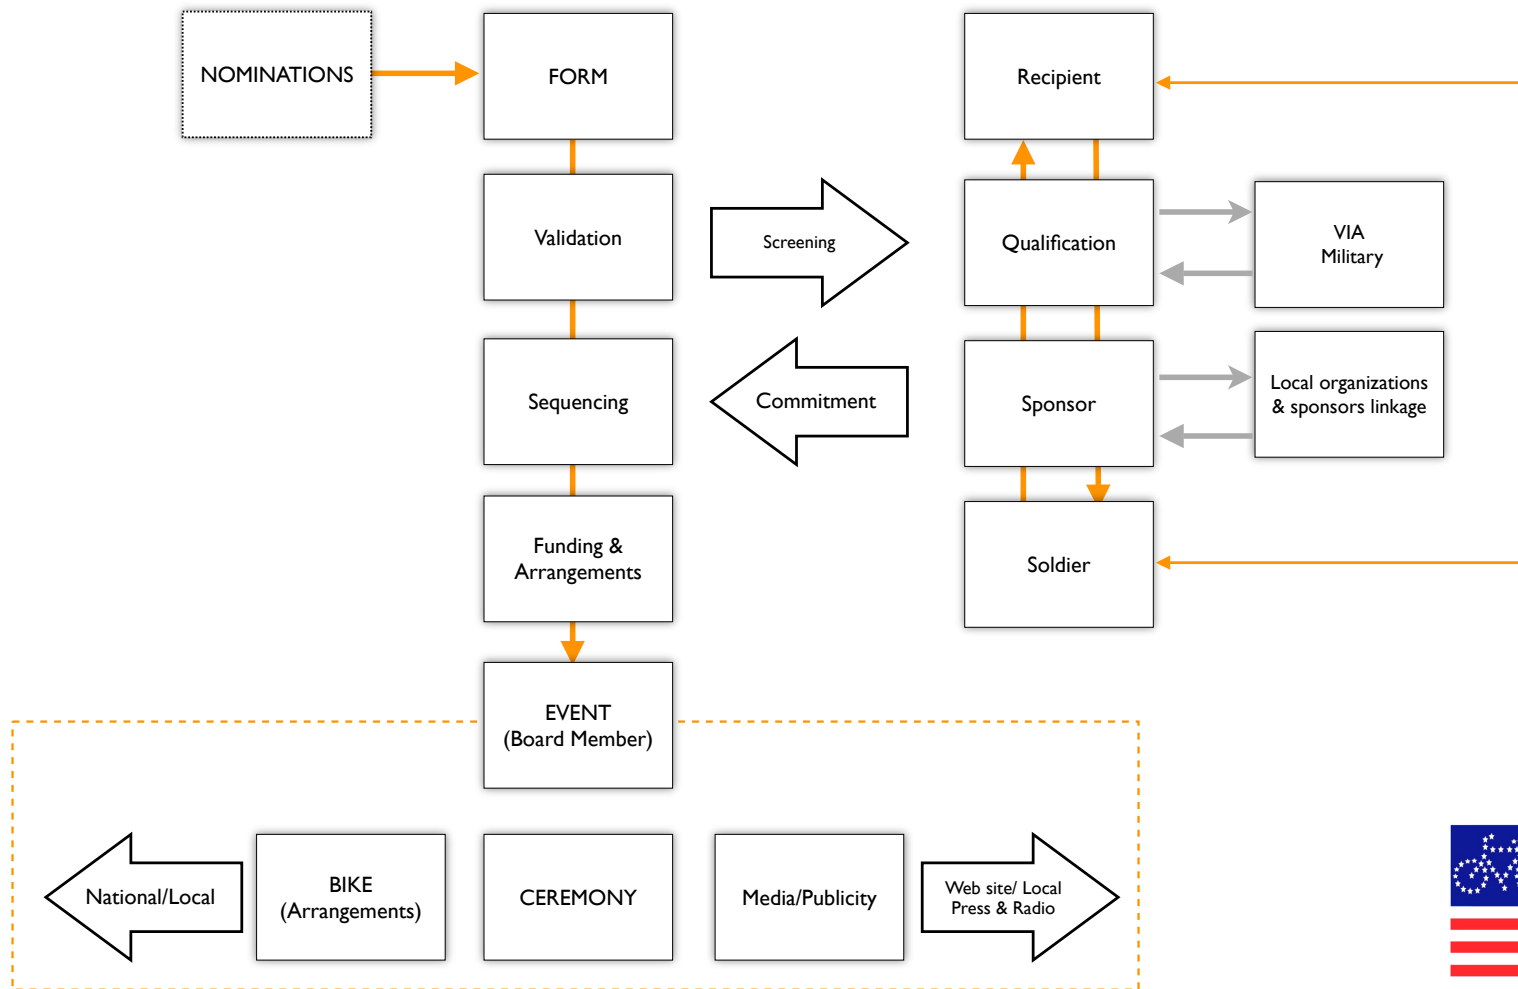 NOMINATIONS
FORM
Recipient
Validation
Screening
Qualification
VIA
Military
Sequencing
Commitment
Sponsor
Local organizations
& sponsors linkage
Funding &
Arrangements
Soldier
EVENT
(Board Member)
National/Local
BIKE
(Arrangements)
CEREMONY
Media/Publicity
Web site/ Local
Press & Radio